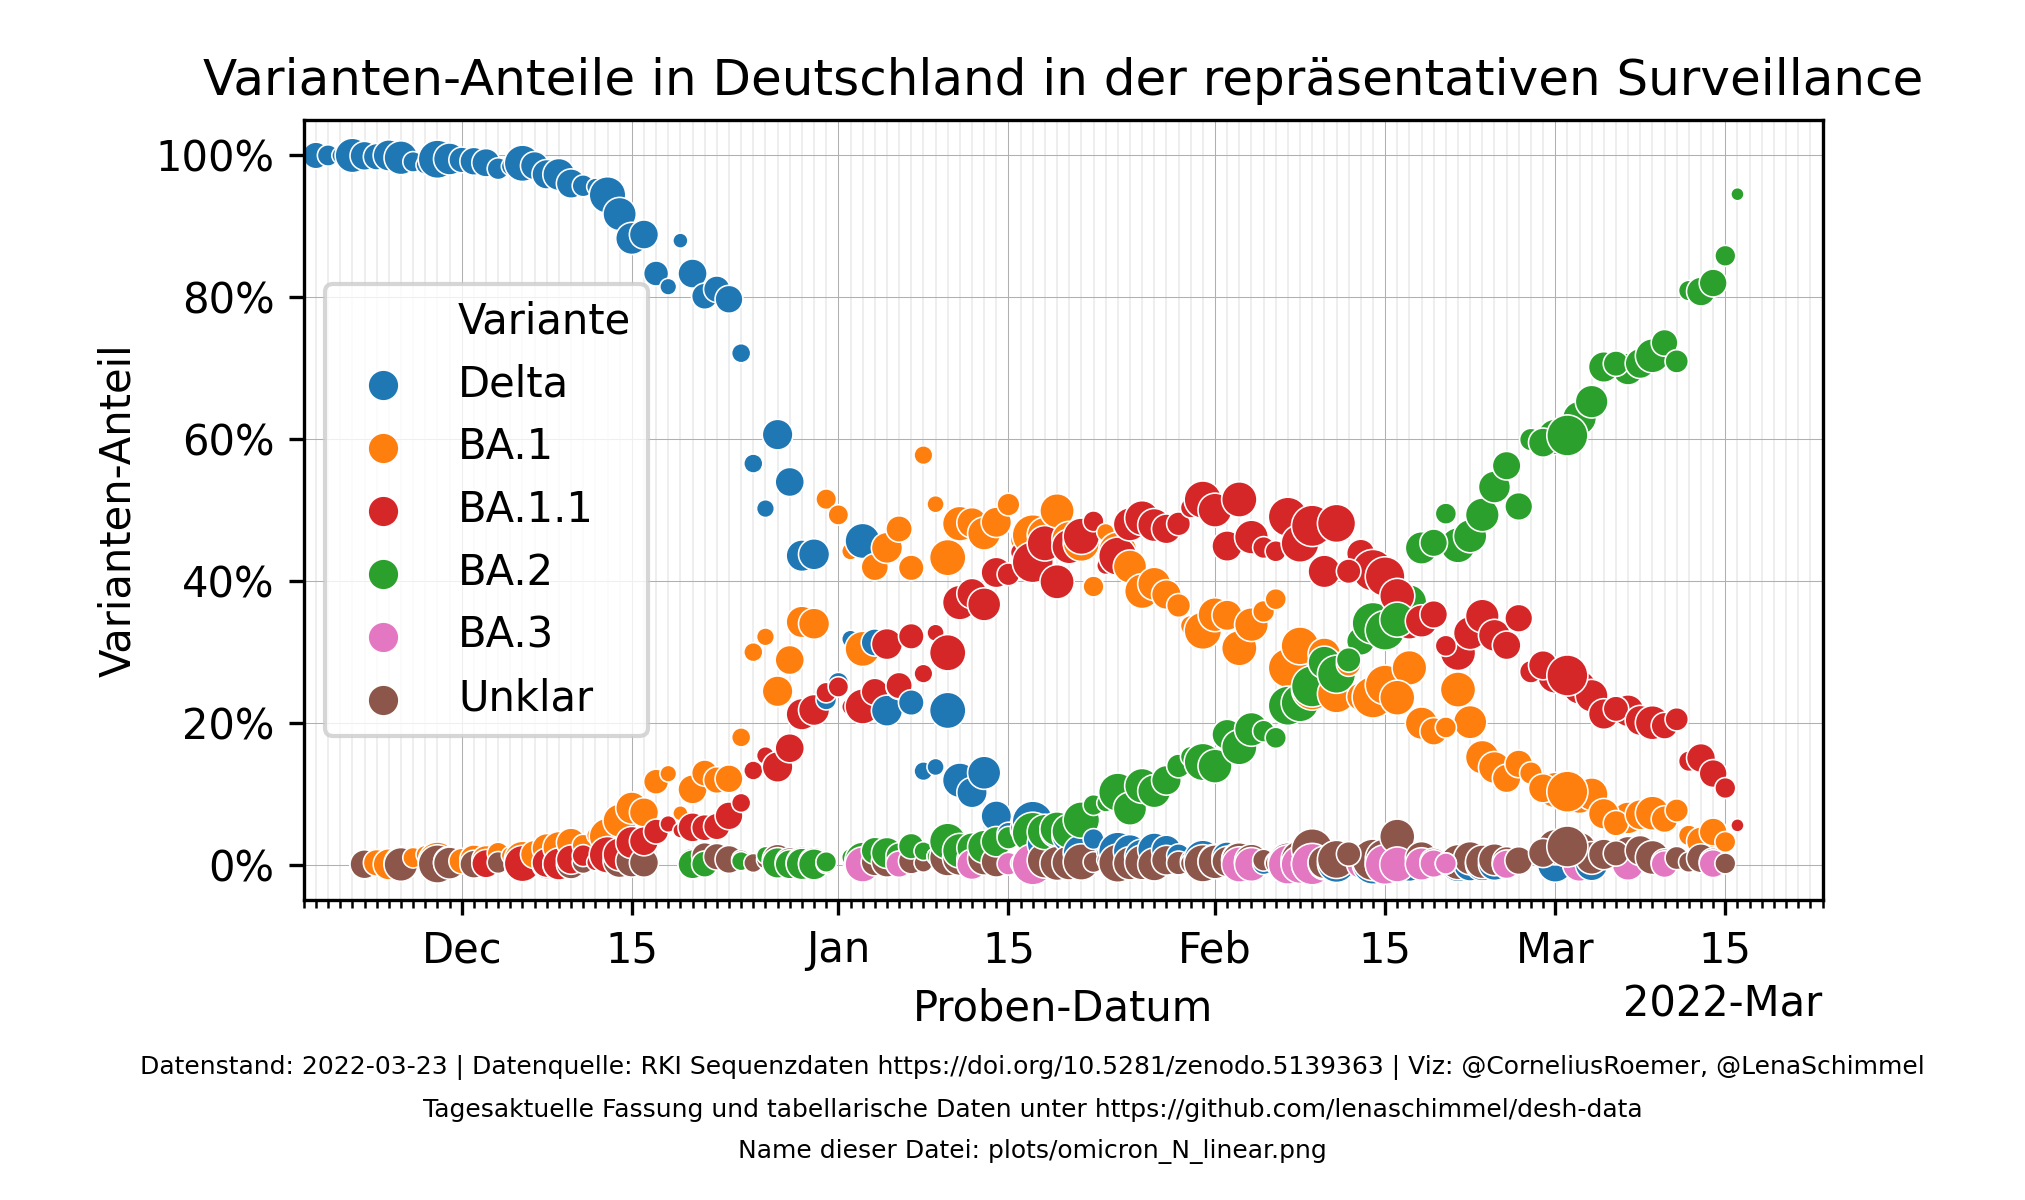 Varianten-Anteile in Deutschland in der repräsentativen Surveillance
100%
80%
60%
40%
20%
0%
Varianten-Anteil
Variante
Delta
BA.1
BA.1.1
BA.2
BA.3
Unklar
Dec 15 Jan 15 Feb 15 Mar 15
Proben-Datum
2022-Mar
Datenstand: 2022-03-23 | Datenquelle: RKI Sequenzdaten https://doi.org/10.5281/zenodo.5139363 | Viz: @CorneliusRoemer, @LenaSchimmel
Tagesaktuelle Fassung und tabellarische Daten unter https://github.com/lenaschimmel/desh-data
Name dieser Datei: plots/omicron_N_linear.png